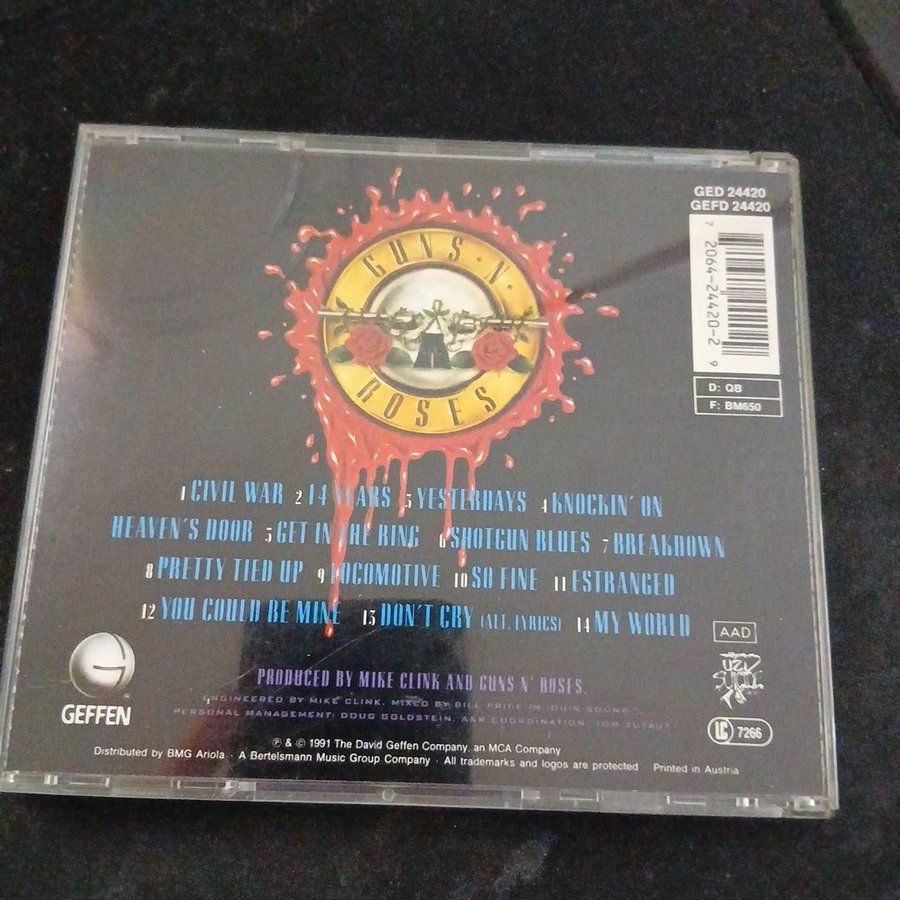 GUNS N'
ROSES
GED 24420
GEFD 24420
7 2064-24420-2 9
D: QB
F: BM650
1 CIVIL WAR 2 14 YEARS 3 YESTERDAYS 4 KNOCKIN' ON
HEAVEN'S DOOR 5 GET IN THE RING 6 SHOTGUN BLUES 7 BREAKDOWN
8 PRETTY TIED UP 9 LOCOMOTIVE 10 SO FINE 11 ESTRANGED
12 YOU COULD BE MINE 13 DON'T CRY (ALT. LYRICS) 14 MY WORLD
AAD
GEFFEN
®
PRODUCED BY MIKE CLINK AND GUNS N' ROSES.
ENGINEERED BY MIKE CLINK. MIXED BY BILL PRICE
PERSONAL MANAGEMENT: DOUG GOLDSTEIN. A&R COORDINATION: TOM ZUTAUT
LC 7266
℗ & © 1991 The David Geffen Company, an MCA Company
Distributed by BMG Ariola · A Bertelsmann Music Group Company · All trademarks and logos are protected · Printed in Austria